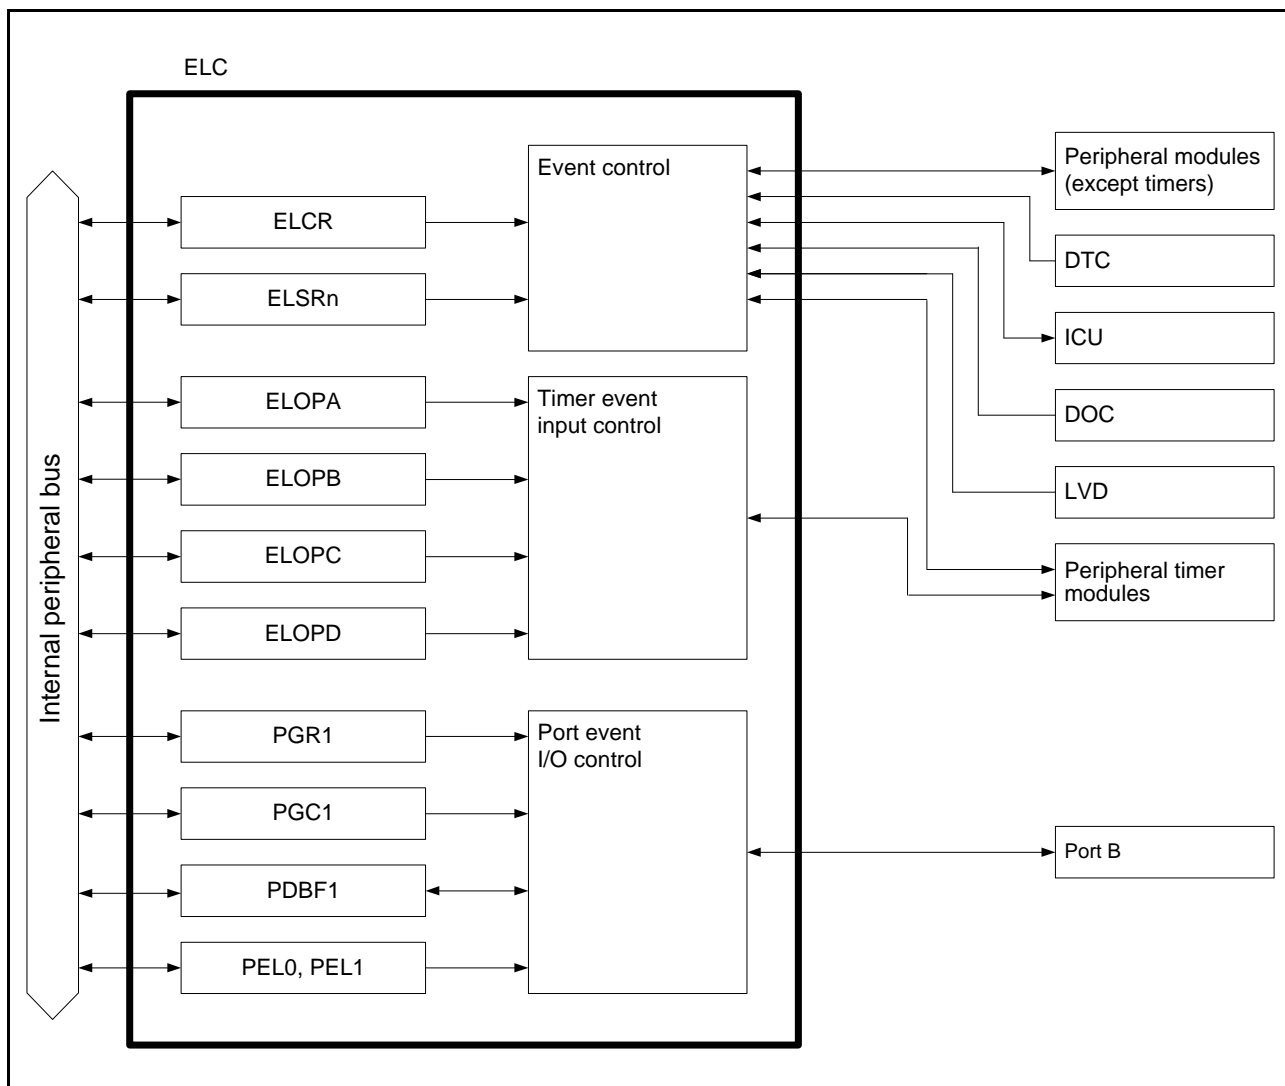 ELC
Internal peripheral bus
ELCR
ELSRn
ELOPA
ELOPB
ELOPC
ELOPD
PGR1
PGC1
PDBF1
PEL0, PEL1
Event control
Timer event
input control
Port event
I/O control
Peripheral modules
(except timers)
DTC
ICU
DOC
LVD
Peripheral timer
modules
Port B